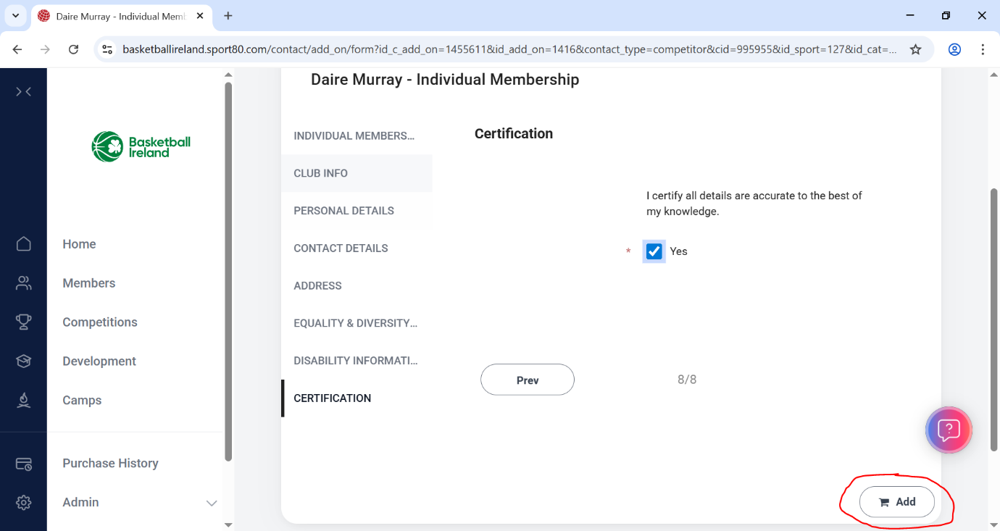 Daire Murray - Individual Memb
basketballireland.sport80.com/contact/add_on/form?id_c_add_on=1455611&id_add_on=1416&contact_type=competitor&cid=995955&id_sport=127&id_cat=...
Basketball
Ireland
Home
Members
Competitions
Development
Camps
Purchase History
Admin
Daire Murray - Individual Membership
INDIVIDUAL MEMBERS...
CLUB INFO
PERSONAL DETAILS
CONTACT DETAILS
ADDRESS
EQUALITY & DIVERSITY...
DISABILITY INFORMATI...
CERTIFICATION
Certification
I certify all details are accurate to the best of
my knowledge.
* Yes
Prev
8/8
Add